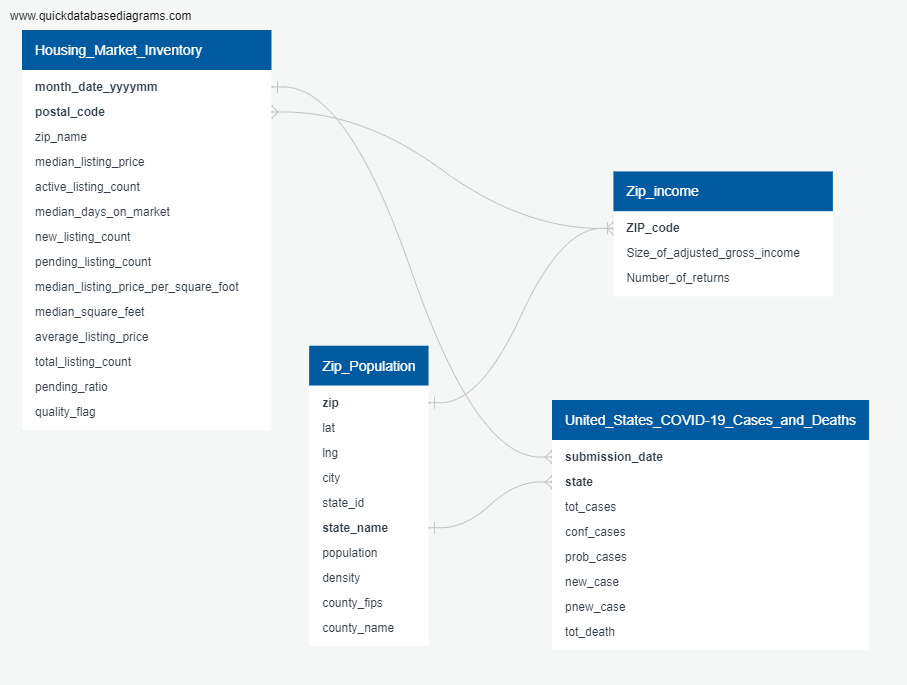 www.quickdatabasediagrams.com
Housing_Market_Inventory
month_date_yyyymm
postal_code
zip_name
median_listing_price
active_listing_count
median_days_on_market
new_listing_count
pending_listing_count
median_listing_price_per_square_foot
median_square_feet
average_listing_price
total_listing_count
pending_ratio
quality_flag
Zip_income
ZIP_code
Size_of_adjusted_gross_income
Number_of_returns
Zip_Population
zip
lat
lng
city
state_id
state_name
population
density
county_fips
county_name
United_States_COVID-19_Cases_and_Deaths
submission_date
state
tot_cases
conf_cases
prob_cases
new_case
pnew_case
tot_death